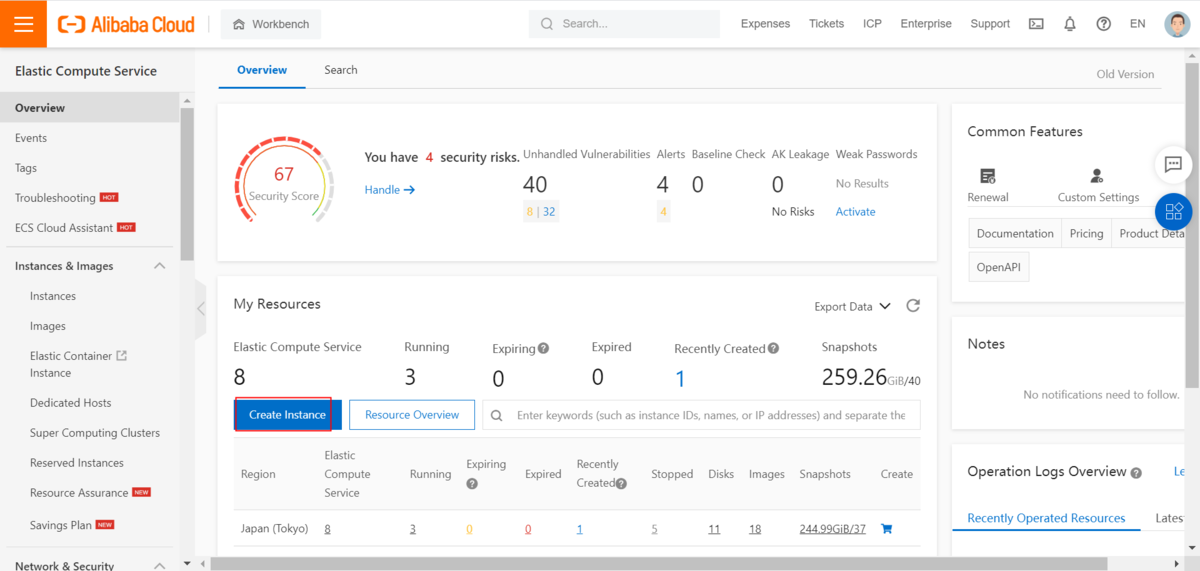 Alibaba Cloud
Workbench
Search...
Expenses
Tickets
ICP
Enterprise
Support
EN
Elastic Compute Service
Overview
Events
Tags
Troubleshooting HOT
ECS Cloud Assistant HOT
Instances & Images
Instances
Images
Elastic Container
Instance
Dedicated Hosts
Super Computing Clusters
Reserved Instances
Resource Assurance NEW
Savings Plan NEW
Network & Security
Overview
Search
Old Version
67
Security Score
You have 4 security risks.
Handle
Unhandled Vulnerabilities
40
8 | 32
Alerts
4
4
Baseline Check
0
AK Leakage
0
No Risks
Weak Passwords
No Results
Activate
My Resources
Export Data
Elastic Compute Service
8
Running
3
Expiring
0
Expired
0
Recently Created
1
Snapshots
259.26GiB/40
Create Instance
Resource Overview
Enter keywords (such as instance IDs, names, or IP addresses) and separate the
Region
Elastic
Compute
Service
Running
Expiring
Expired
Recently
Created
Stopped
Disks
Images
Snapshots
Create
Japan (Tokyo) 8 3 0 0 1 5 11 18 244.99GiB/37
Common Features
Renewal
Custom Settings
Documentation
Pricing
Product Deta
OpenAPI
Notes
No notifications need to follow.
Operation Logs Overview
Le
Recently Operated Resources
Latest